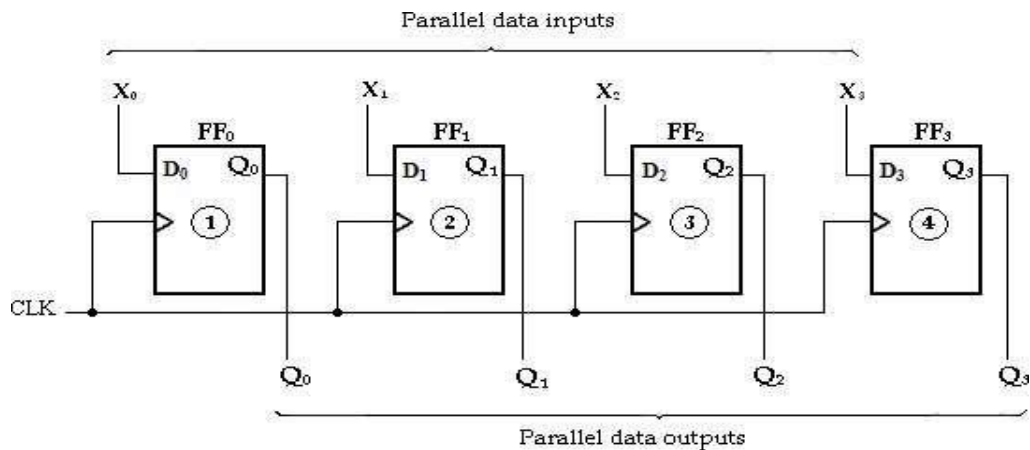 Parallel data inputs
X₀ X₁ X₂ X₃
FF₀ FF₁ FF₂ FF₃
D₀ Q₀ D₁ Q₁ D₂ Q₂ D₃ Q₃
1 2 3 4
CLK
Q₀ Q₁ Q₂ Q₃
Parallel data outputs